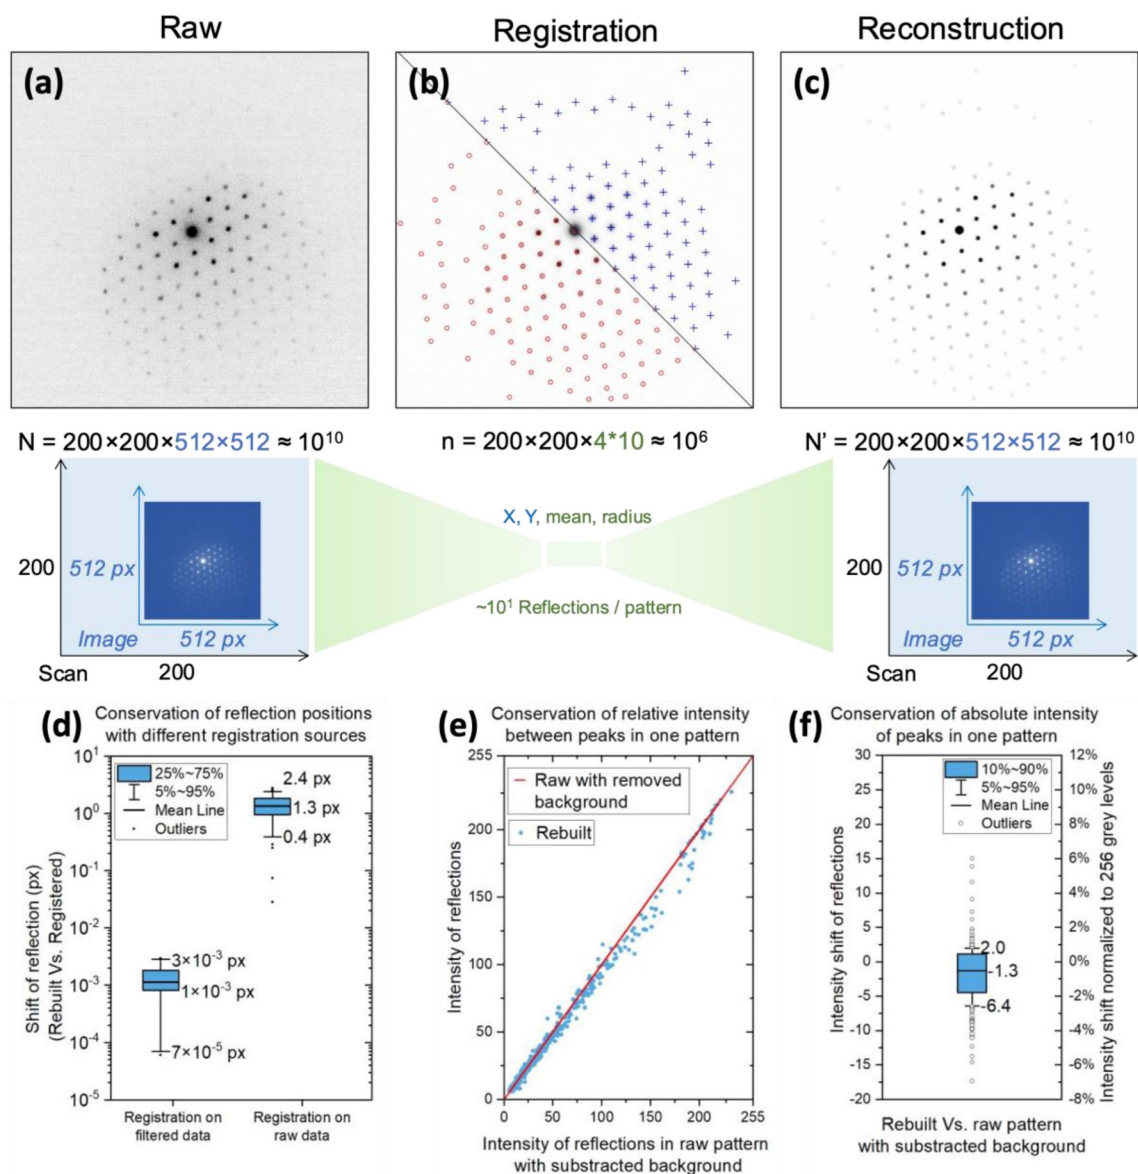 Raw
Registration
Reconstruction
(a)
(b)
(c)
N = 200×200×512×512 ≈ 10¹⁰
n = 200×200×4*10 ≈ 10⁶
N’ = 200×200×512×512 ≈ 10¹⁰
200
512 px
Image
512 px
Scan
200
X, Y, mean, radius
~10¹ Reflections / pattern
200
512 px
Image
512 px
Scan
200
(d)
Conservation of reflection positions
with different registration sources
Shift of reflection (px)
(Rebuilt Vs. Registered)
10¹
10⁰
10⁻¹
10⁻²
10⁻³
10⁻⁴
10⁻⁵
25%~75%
5%~95%
Mean Line
Outliers
2.4 px
1.3 px
0.4 px
3×10⁻³ px
1×10⁻³ px
7×10⁻⁵ px
Registration on
filtered data
Registration on
raw data
(e)
Conservation of relative intensity
between peaks in one pattern
Intensity of reflections
255
200
150
100
50
0
Raw with removed
background
Rebuilt
0 50 100 150 200 255
Intensity of reflections in raw pattern
with substracted background
(f)
Conservation of absolute intensity
of peaks in one pattern
Intensity shift of reflections
30
25
20
15
10
5
0
-5
-10
-15
-20
10%~90%
5%~95%
Mean Line
Outliers
2.0
-1.3
-6.4
12%
10%
8%
6%
4%
2%
0%
-2%
-4%
-6%
-8%
Intensity shift normalized to 256 grey levels
Rebuilt Vs. raw pattern
with substracted background